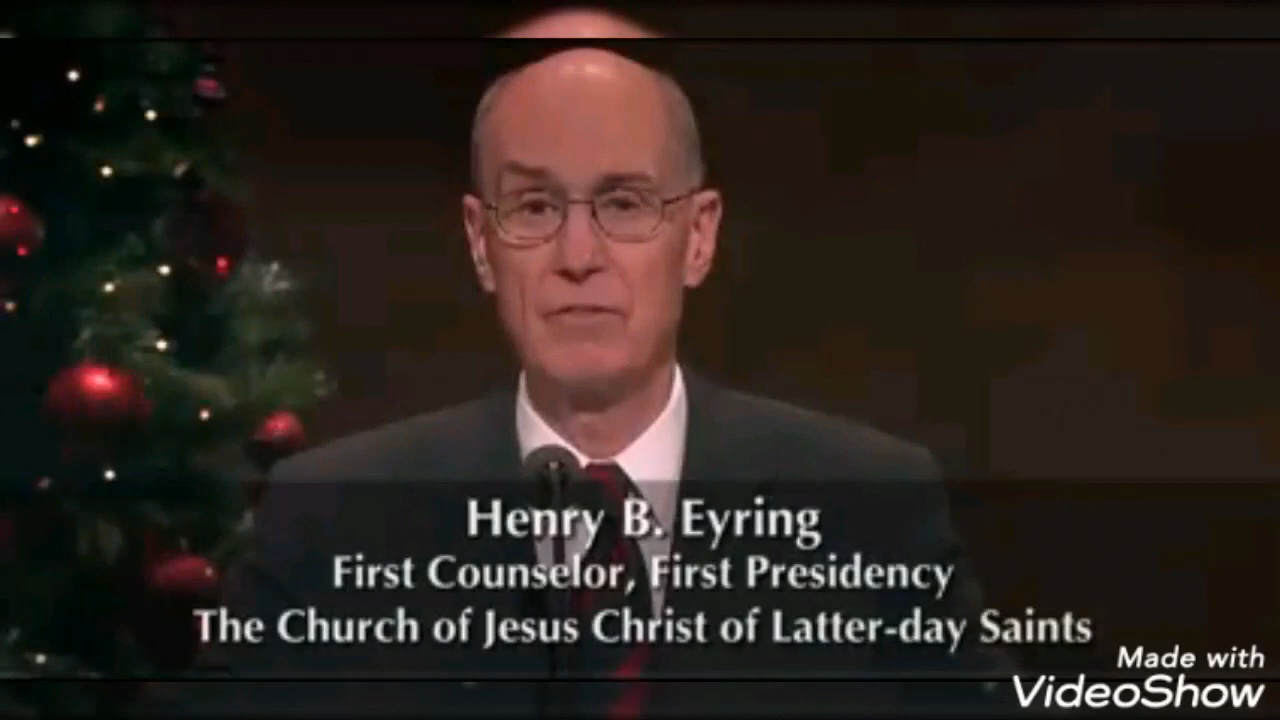 Henry B. Eyring
First Counselor, First Presidency
The Church of Jesus Christ of Latter-day Saints
Made with
VideoShow